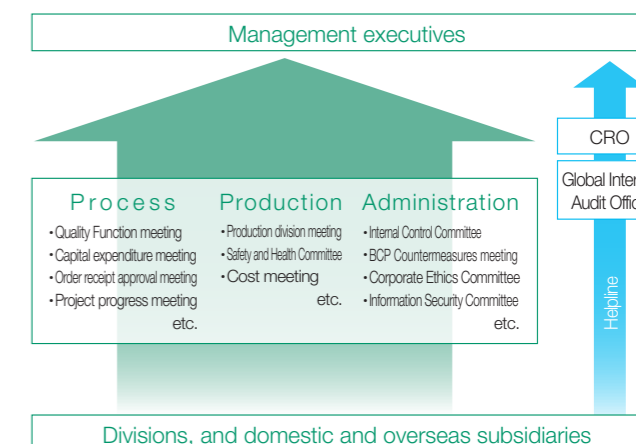 Management executives
CRO
Global Inter
Audit Offic
Process
・Quality Function meeting
・Capital expenditure meeting
・Order receipt approval meeting
・Project progress meeting
etc.
Production
・Production division meeting
・Safety and Health Committee
・Cost meeting
etc.
Administration
・Internal Control Committee
・BCP Countermeasures meeting
・Corporate Ethics Committee
・Information Security Committee
etc.
Helpline
Divisions, and domestic and overseas subsidiaries